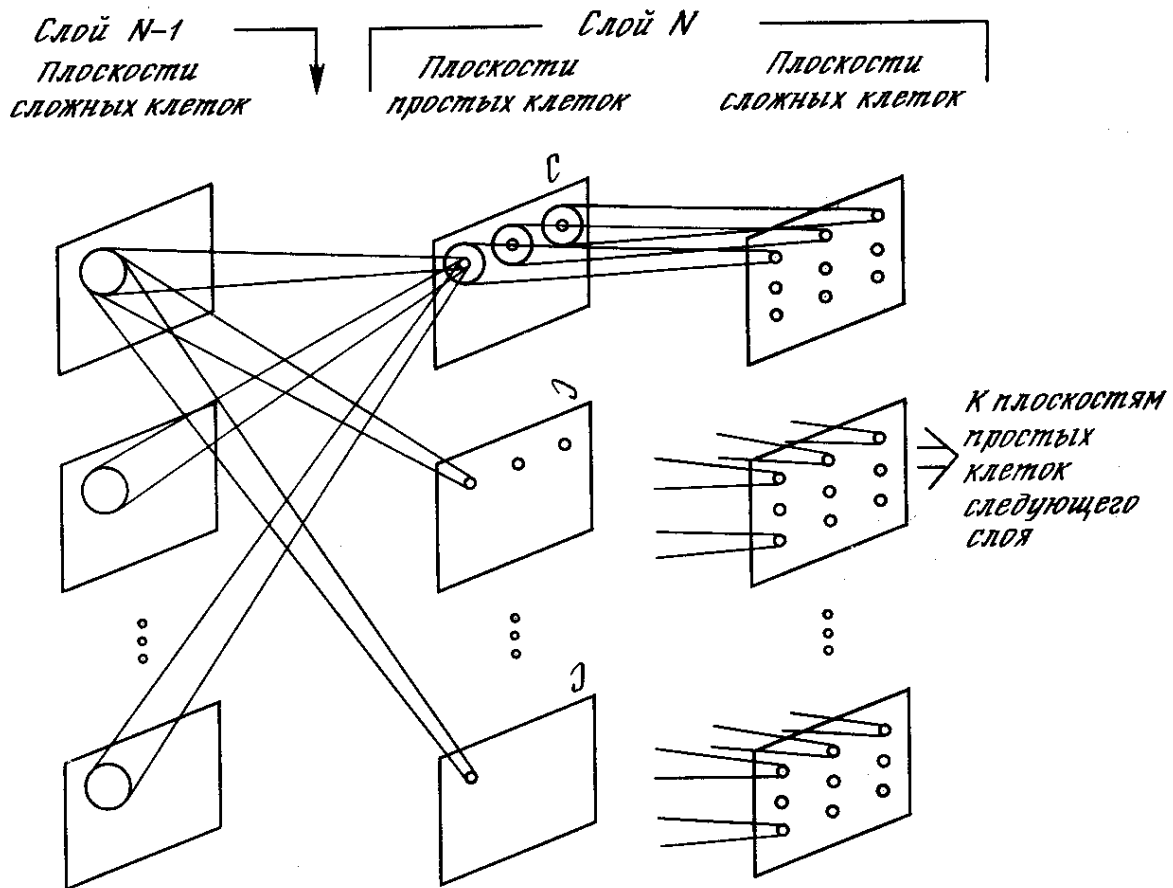 Слой N-1
Слой N
Плоскости
сложных клеток
Плоскости
простых клеток
Плоскости
сложных клеток
К плоскостям
простых
клеток
следующего
слоя